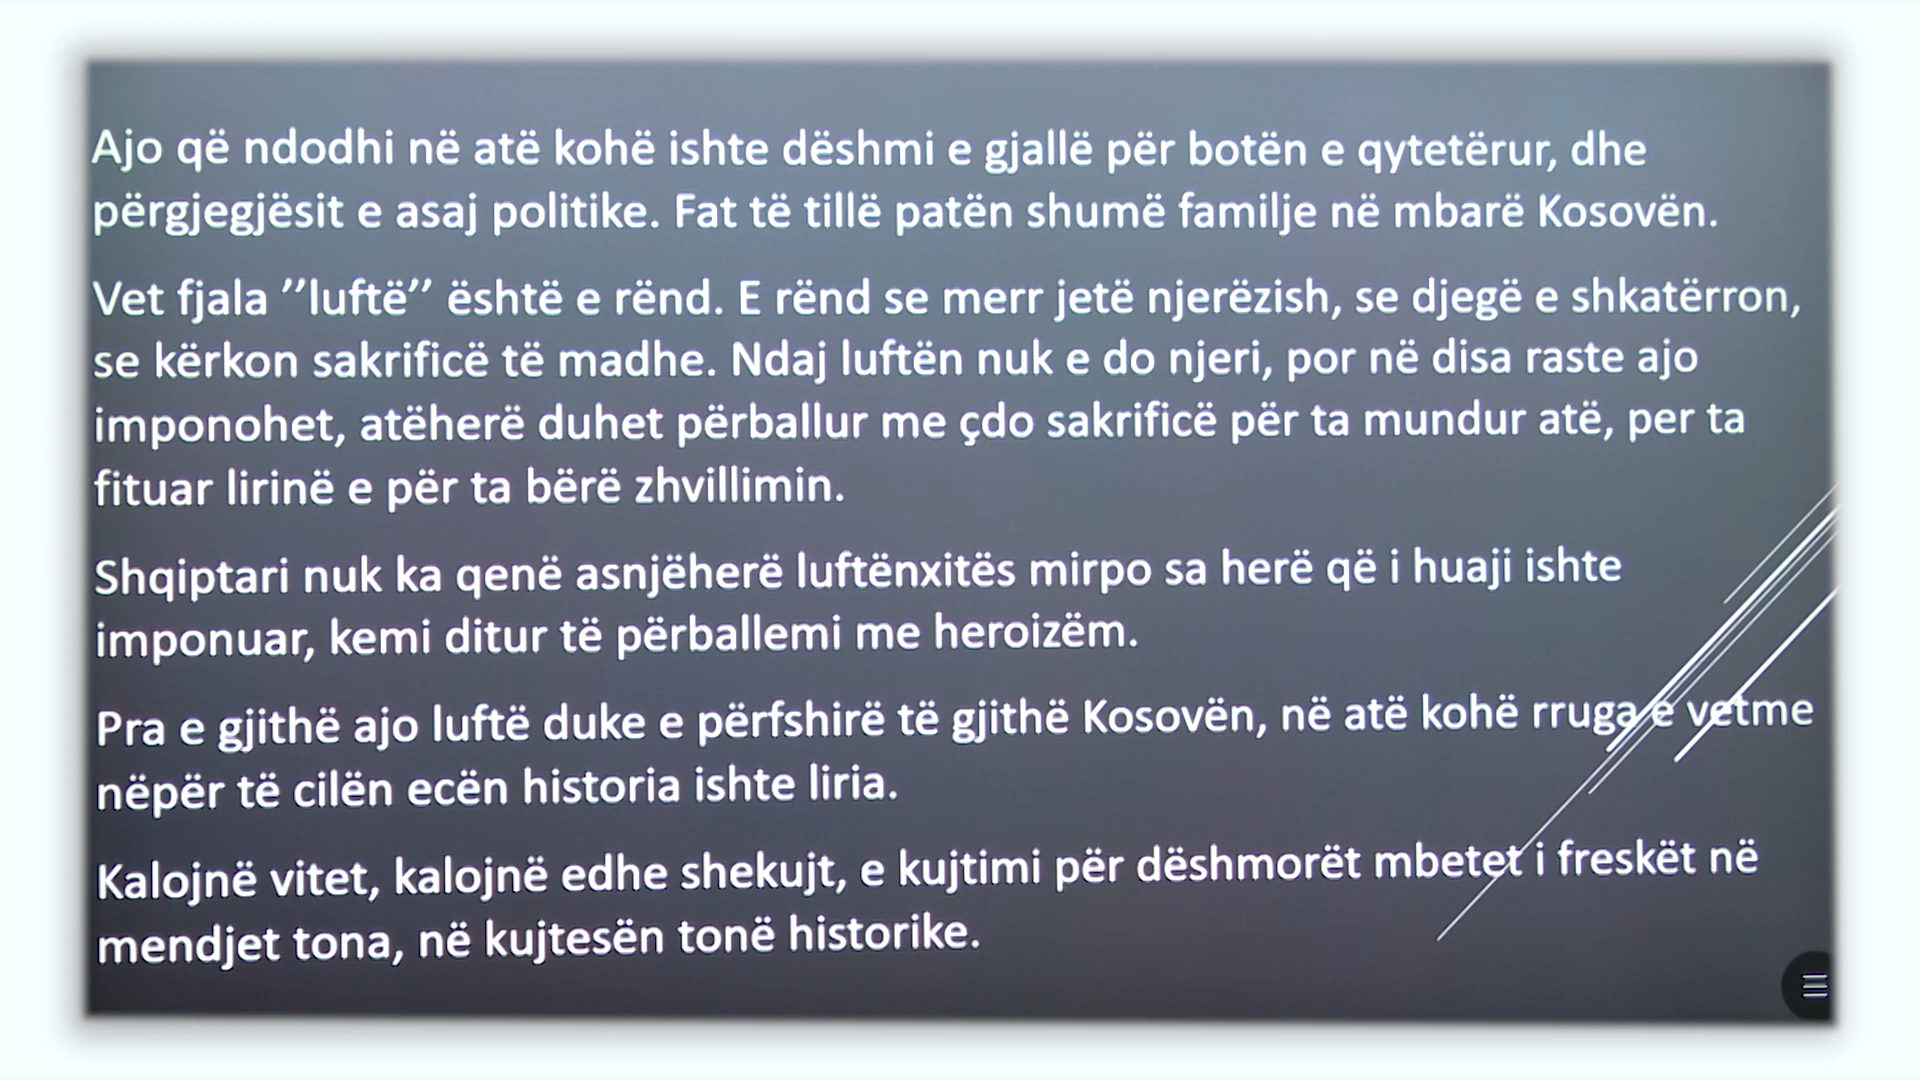 Ajo që ndodhi në atë kohë ishte dëshmi e gjallë për botën e qytetërur, dhe
përgjegjësit e asaj politike. Fat të tillë patën shumë familje në mbarë Kosovën.
Vet fjala ’’luftë’’ është e rënd. E rënd se merr jetë njerëzish, se djegë e shkatërron,
se kërkon sakrificë të madhe. Ndaj luftën nuk e do njeri, por në disa raste ajo
imponohet, atëherë duhet përballur me çdo sakrificë për ta mundur atë, per ta
fituar lirinë e për ta bërë zhvillimin.
Shqiptari nuk ka qenë asnjëherë luftënxitës mirpo sa herë që i huaji ishte
imponuar, kemi ditur të përballemi me heroizëm.
Pra e gjithë ajo luftë duke e përfshirë të gjithë Kosovën, në atë kohë rruga e vetme
nëpër të cilën ecën historia ishte liria.
Kalojnë vitet, kalojnë edhe shekujt, e kujtimi për dëshmorët mbetet i freskët në
mendjet tona, në kujtesën tonë historike.